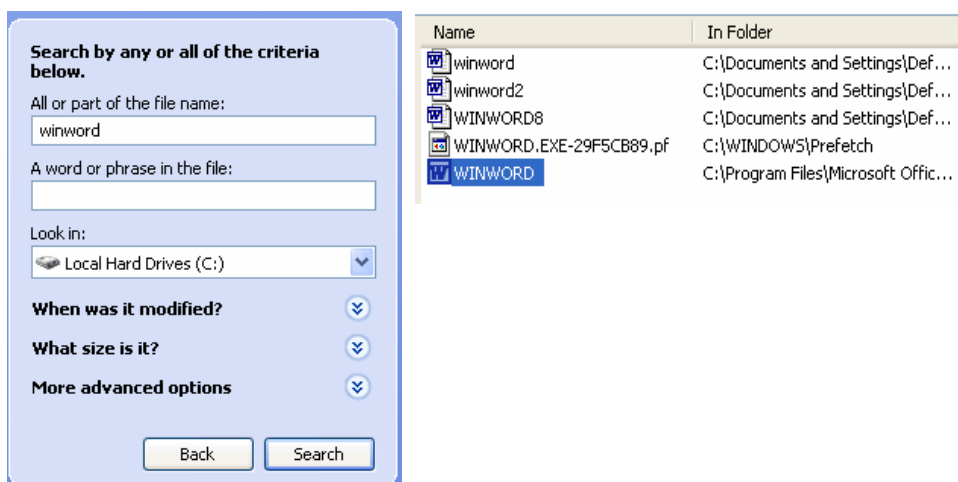 Search by any or all of the criteria
below.
All or part of the file name:
winword
A word or phrase in the file:
Look in:
Local Hard Drives (C:)
When was it modified?
What size is it?
More advanced options
Back Search
Name In Folder
winword C:\Documents and Settings\Def...
winword2 C:\Documents and Settings\Def...
WINWORD8 C:\Documents and Settings\Def...
WINWORD.EXE-29F5CB89.pf C:\WINDOWS\Prefetch
WINWORD C:\Program Files\Microsoft Offic...